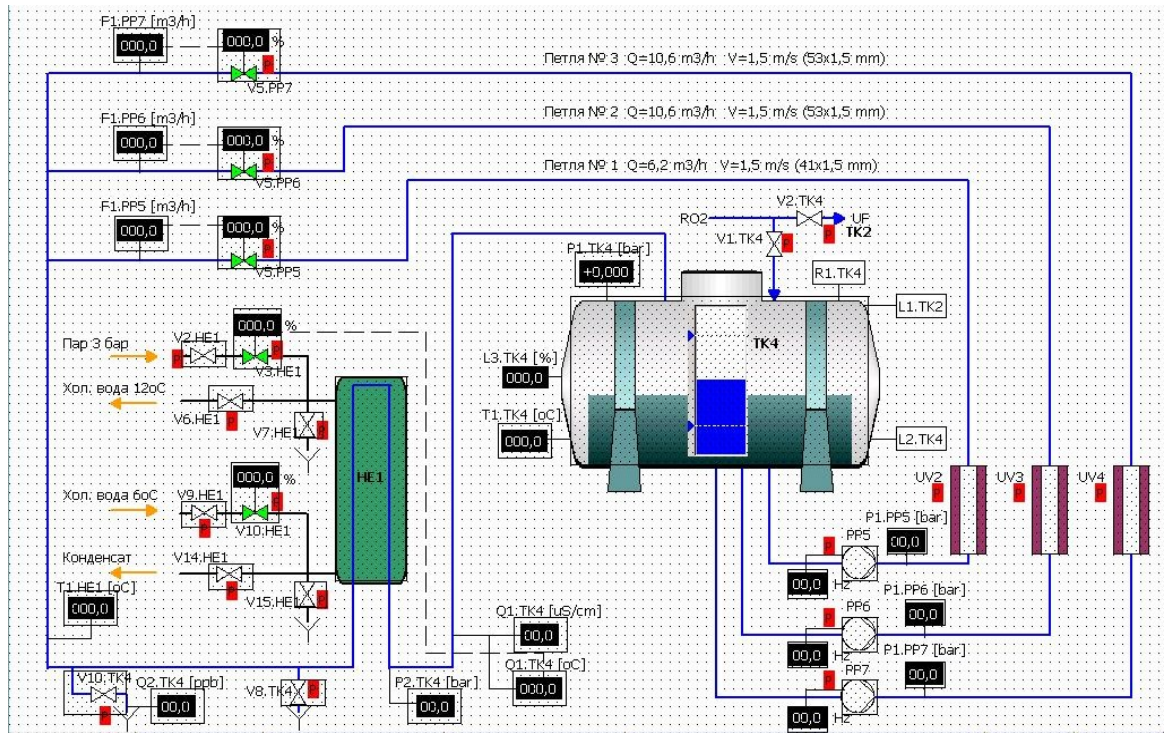 F1.PP7 [m3/h]
000,0
000,0 %
P
V5.PP7
Петля № 3 Q=10,6 m3/h V=1,5 m/s (53x1,5 mm)
F1.PP6 [m3/h]
000,0
000,0 %
P
V5.PP6
Петля № 2 Q=10,6 m3/h V=1,5 m/s (53x1,5 mm)
F1.PP5 [m3/h]
000,0
000,0 %
P
V5.PP5
Петля № 1 Q=6,2 m3/h V=1,5 m/s (41x1,5 mm)
V2.TK4
RO2
UF
TK2
P
V1.TK4
P
P1.TK4 [bar]
+0,000
R1.TK4
L1.TK2
TK4
L3.TK4 [%]
000,0
T1.TK4 [oC]
000,0
L2.TK4
Пар 3 бар
V2.HE1
P
000,0 %
P
V3.HE1
Хол. вода 12oC
V6.HE1
P
V7.HE1
P
HE1
Хол. вода 6oC
V9.HE1
P
000,0 %
P
V10.HE1
Конденсат
V14.HE1
P
V15.HE1
P
T1.HE1 [oC]
000,0
UV2
P
UV3
P
UV4
P
P1.PP5 [bar]
00,0
PP5
P
00,0 Hz
P1.PP6 [bar]
00,0
PP6
P
00,0 Hz
P1.PP7 [bar]
00,0
PP7
P
00,0 Hz
Q1.TK4 [uS/cm]
00,0
Q1.TK4 [oC]
000,0
V10.TK4
P
Q2.TK4 [ppb]
00,0
V8.TK4
P
P2.TK4 [bar]
00,0